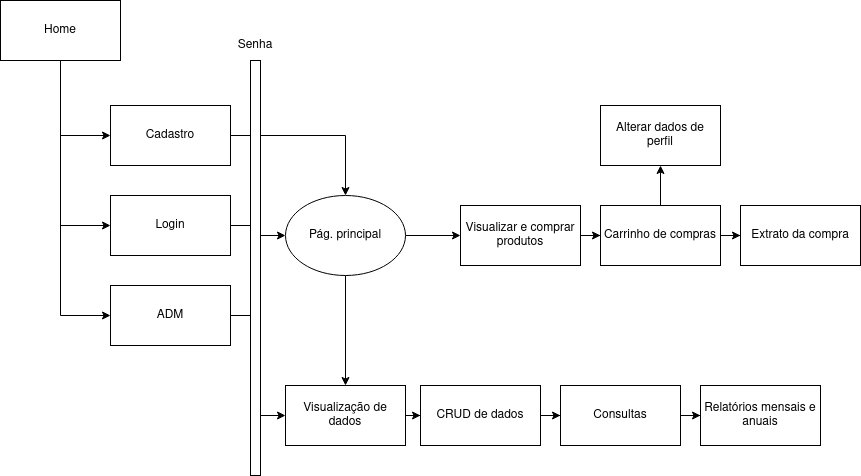 Home
Senha
Cadastro
Alterar dados de
perfil
Login
Pág. principal
Visualizar e comprar
produtos
Carrinho de compras
Extrato da compra
ADM
Visualização de
dados
CRUD de dados
Consultas
Relatórios mensais e
anuais